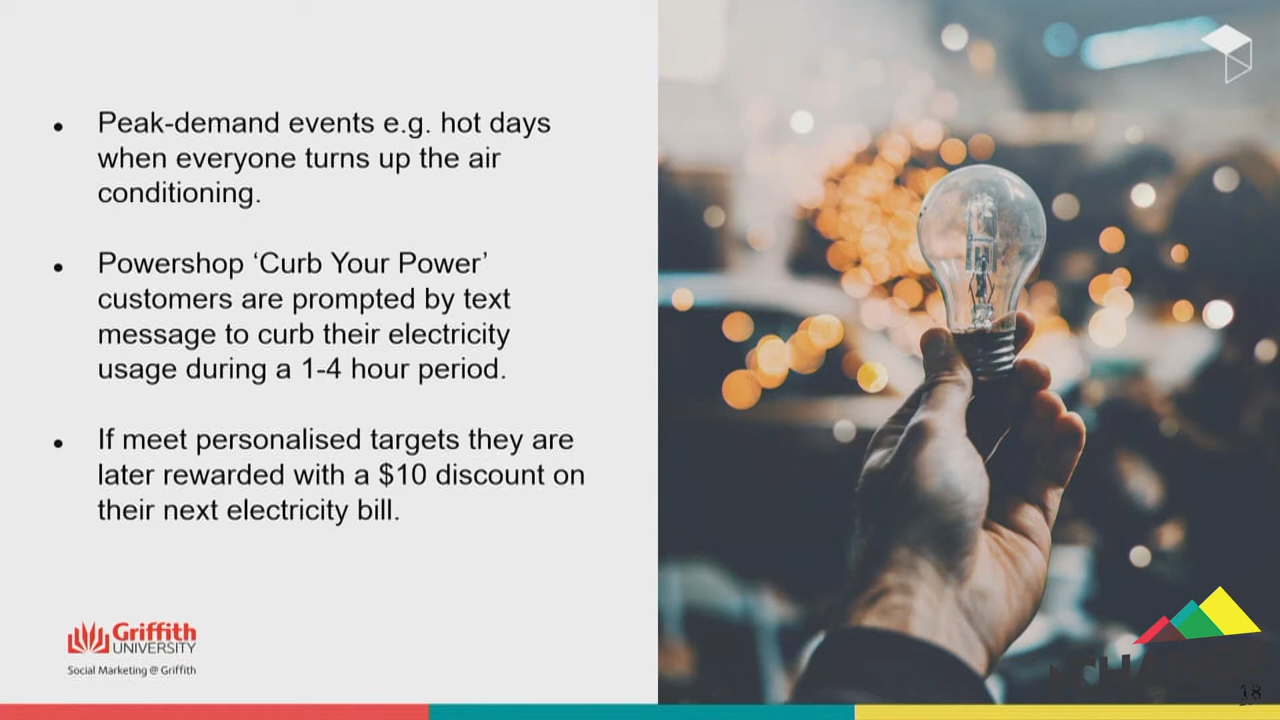 • Peak-demand events e.g. hot days
when everyone turns up the air
conditioning.
• Powershop ‘Curb Your Power’
customers are prompted by text
message to curb their electricity
usage during a 1-4 hour period.
• If meet personalised targets they are
later rewarded with a $10 discount on
their next electricity bill.
Griffith
UNIVERSITY
Social Marketing @ Griffith
18